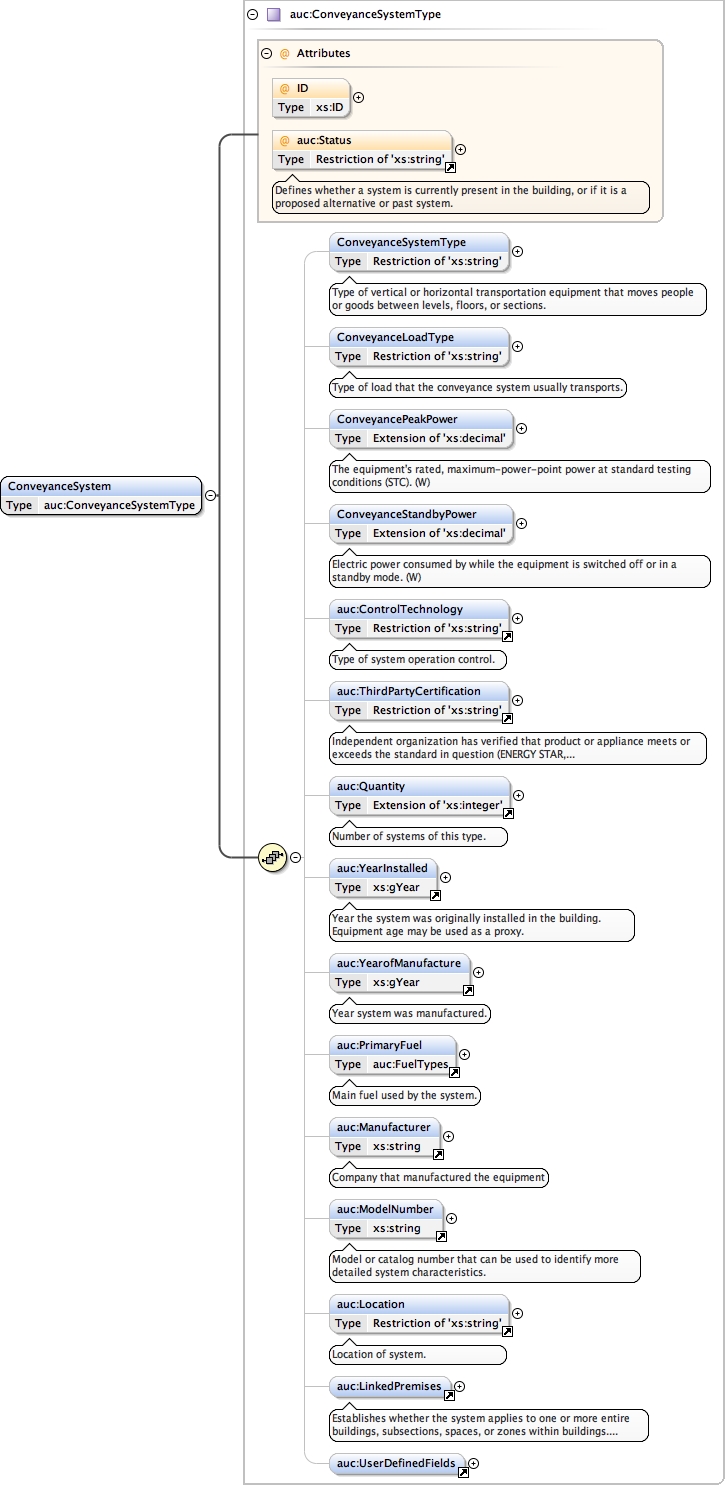 auc:ConveyanceSystemType
@ Attributes
@ ID
Type xs:ID
@ auc:Status
Type Restriction of 'xs:string'
Defines whether a system is currently present in the building, or if it is a
proposed alternative or past system.
ConveyanceSystemType
Type Restriction of 'xs:string'
Type of vertical or horizontal transportation equipment that moves people
or goods between levels, floors, or sections.
ConveyanceLoadType
Type Restriction of 'xs:string'
Type of load that the conveyance system usually transports.
ConveyancePeakPower
Type Extension of 'xs:decimal'
The equipment's rated, maximum-power-point power at standard testing
conditions (STC). (W)
ConveyanceSystem
Type auc:ConveyanceSystemType
ConveyanceStandbyPower
Type Extension of 'xs:decimal'
Electric power consumed by while the equipment is switched off or in a
standby mode. (W)
auc:ControlTechnology
Type Restriction of 'xs:string'
Type of system operation control.
auc:ThirdPartyCertification
Type Restriction of 'xs:string'
Independent organization has verified that product or appliance meets or
exceeds the standard in question (ENERGY STAR,...
auc:Quantity
Type Extension of 'xs:integer'
Number of systems of this type.
auc:YearInstalled
Type xs:gYear
Year the system was originally installed in the building.
Equipment age may be used as a proxy.
auc:YearofManufacture
Type xs:gYear
Year system was manufactured.
auc:PrimaryFuel
Type auc:FuelTypes
Main fuel used by the system.
auc:Manufacturer
Type xs:string
Company that manufactured the equipment
auc:ModelNumber
Type xs:string
Model or catalog number that can be used to identify more
detailed system characteristics.
auc:Location
Type Restriction of 'xs:string'
Location of system.
auc:LinkedPremises
Establishes whether the system applies to one or more entire
buildings, subsections, spaces, or zones within buildings....
auc:UserDefinedFields